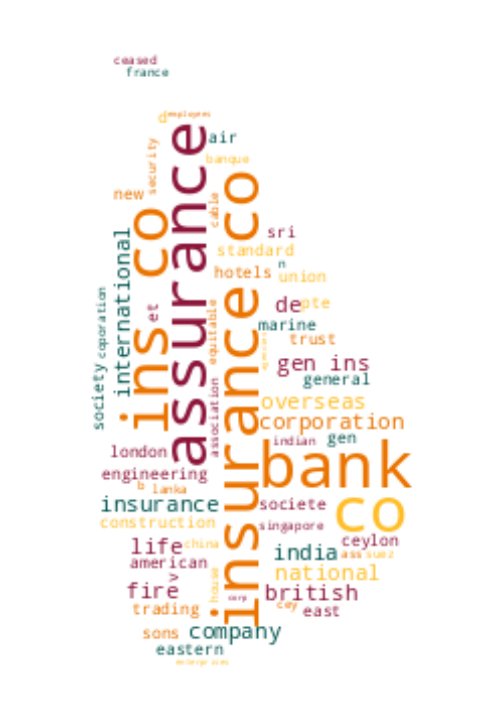 ceased
france
d
employees
air
security
assurance
banque
new
cable
insurance co
ins co
sri
international
standard
n
hotels
union
coporation
et
de
pte
equitable
marine
trust
society
gen ins
general
association
overseas
corporation
indian
gen
london
bank
engineering
b
lanka
insurance
societe
co
construction
singapore
ceylon
life
china
india
ass
suez
american
v
national
house
fire
corp
british
trading
cey
east
sons
company
eastern
enterprises